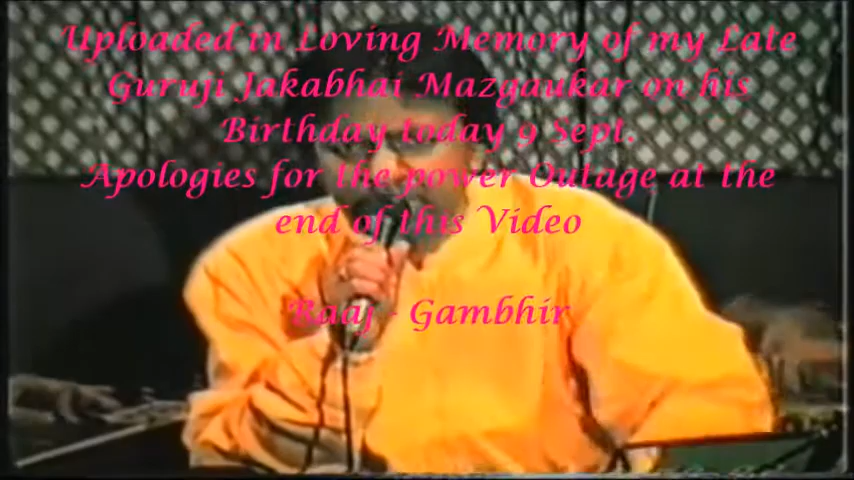 Uploaded in Loving Memory of my Late
Guruji Jakabhai Mazgaukar on his
Birthday today 9 Sept.
Apologies for the power Outage at the
end of this Video
Raaj - Gambhir